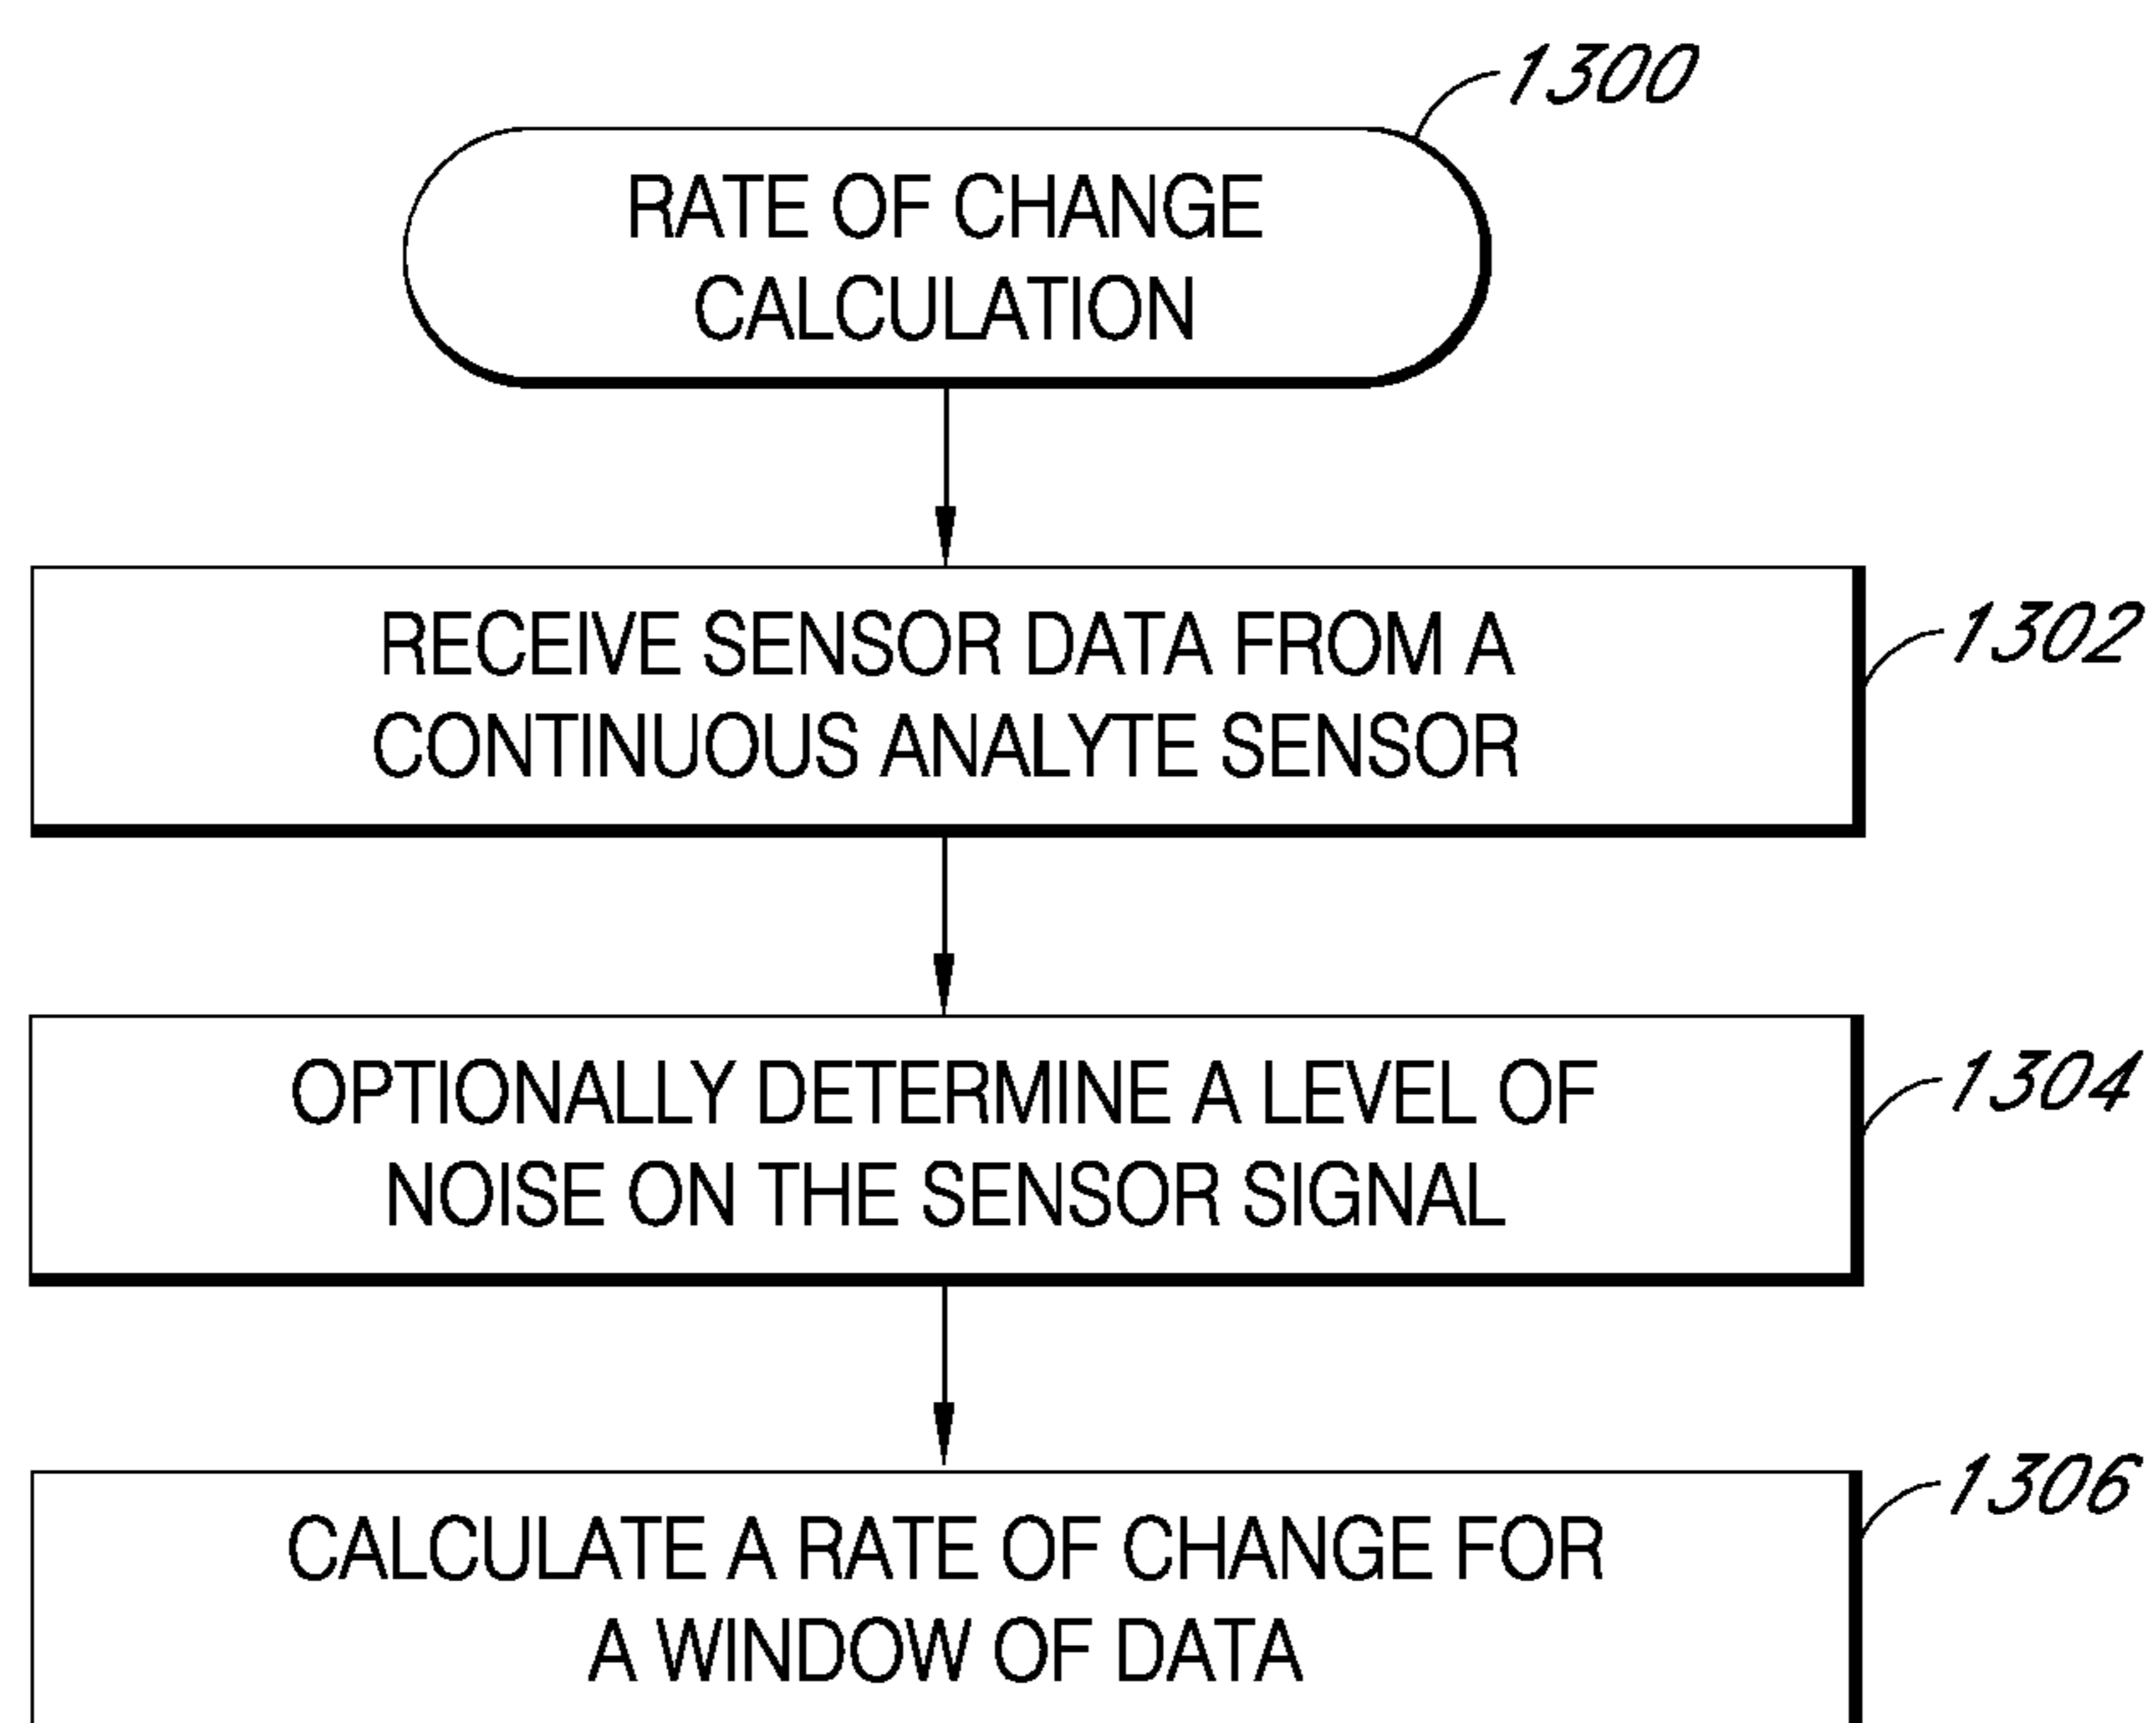 1300
RATE OF CHANGE
CALCULATION
RECEIVE SENSOR DATA FROM A
CONTINUOUS ANALYTE SENSOR
1302
OPTIONALLY DETERMINE A LEVEL OF
NOISE ON THE SENSOR SIGNAL
1304
CALCULATE A RATE OF CHANGE FOR
A WINDOW OF DATA
1306